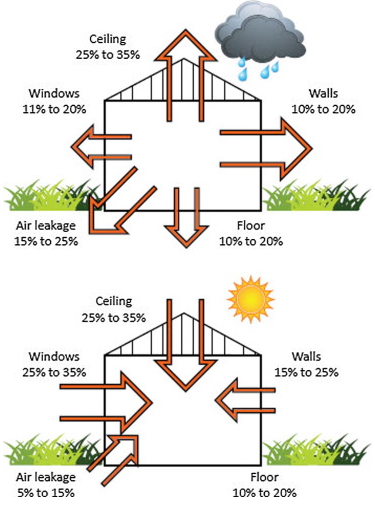 Ceiling
25% to 35%
Windows
11% to 20%
Walls
10% to 20%
Air leakage
15% to 25%
Floor
10% to 20%
Ceiling
25% to 35%
Windows
25% to 35%
Walls
15% to 25%
Air leakage
5% to 15%
Floor
10% to 20%